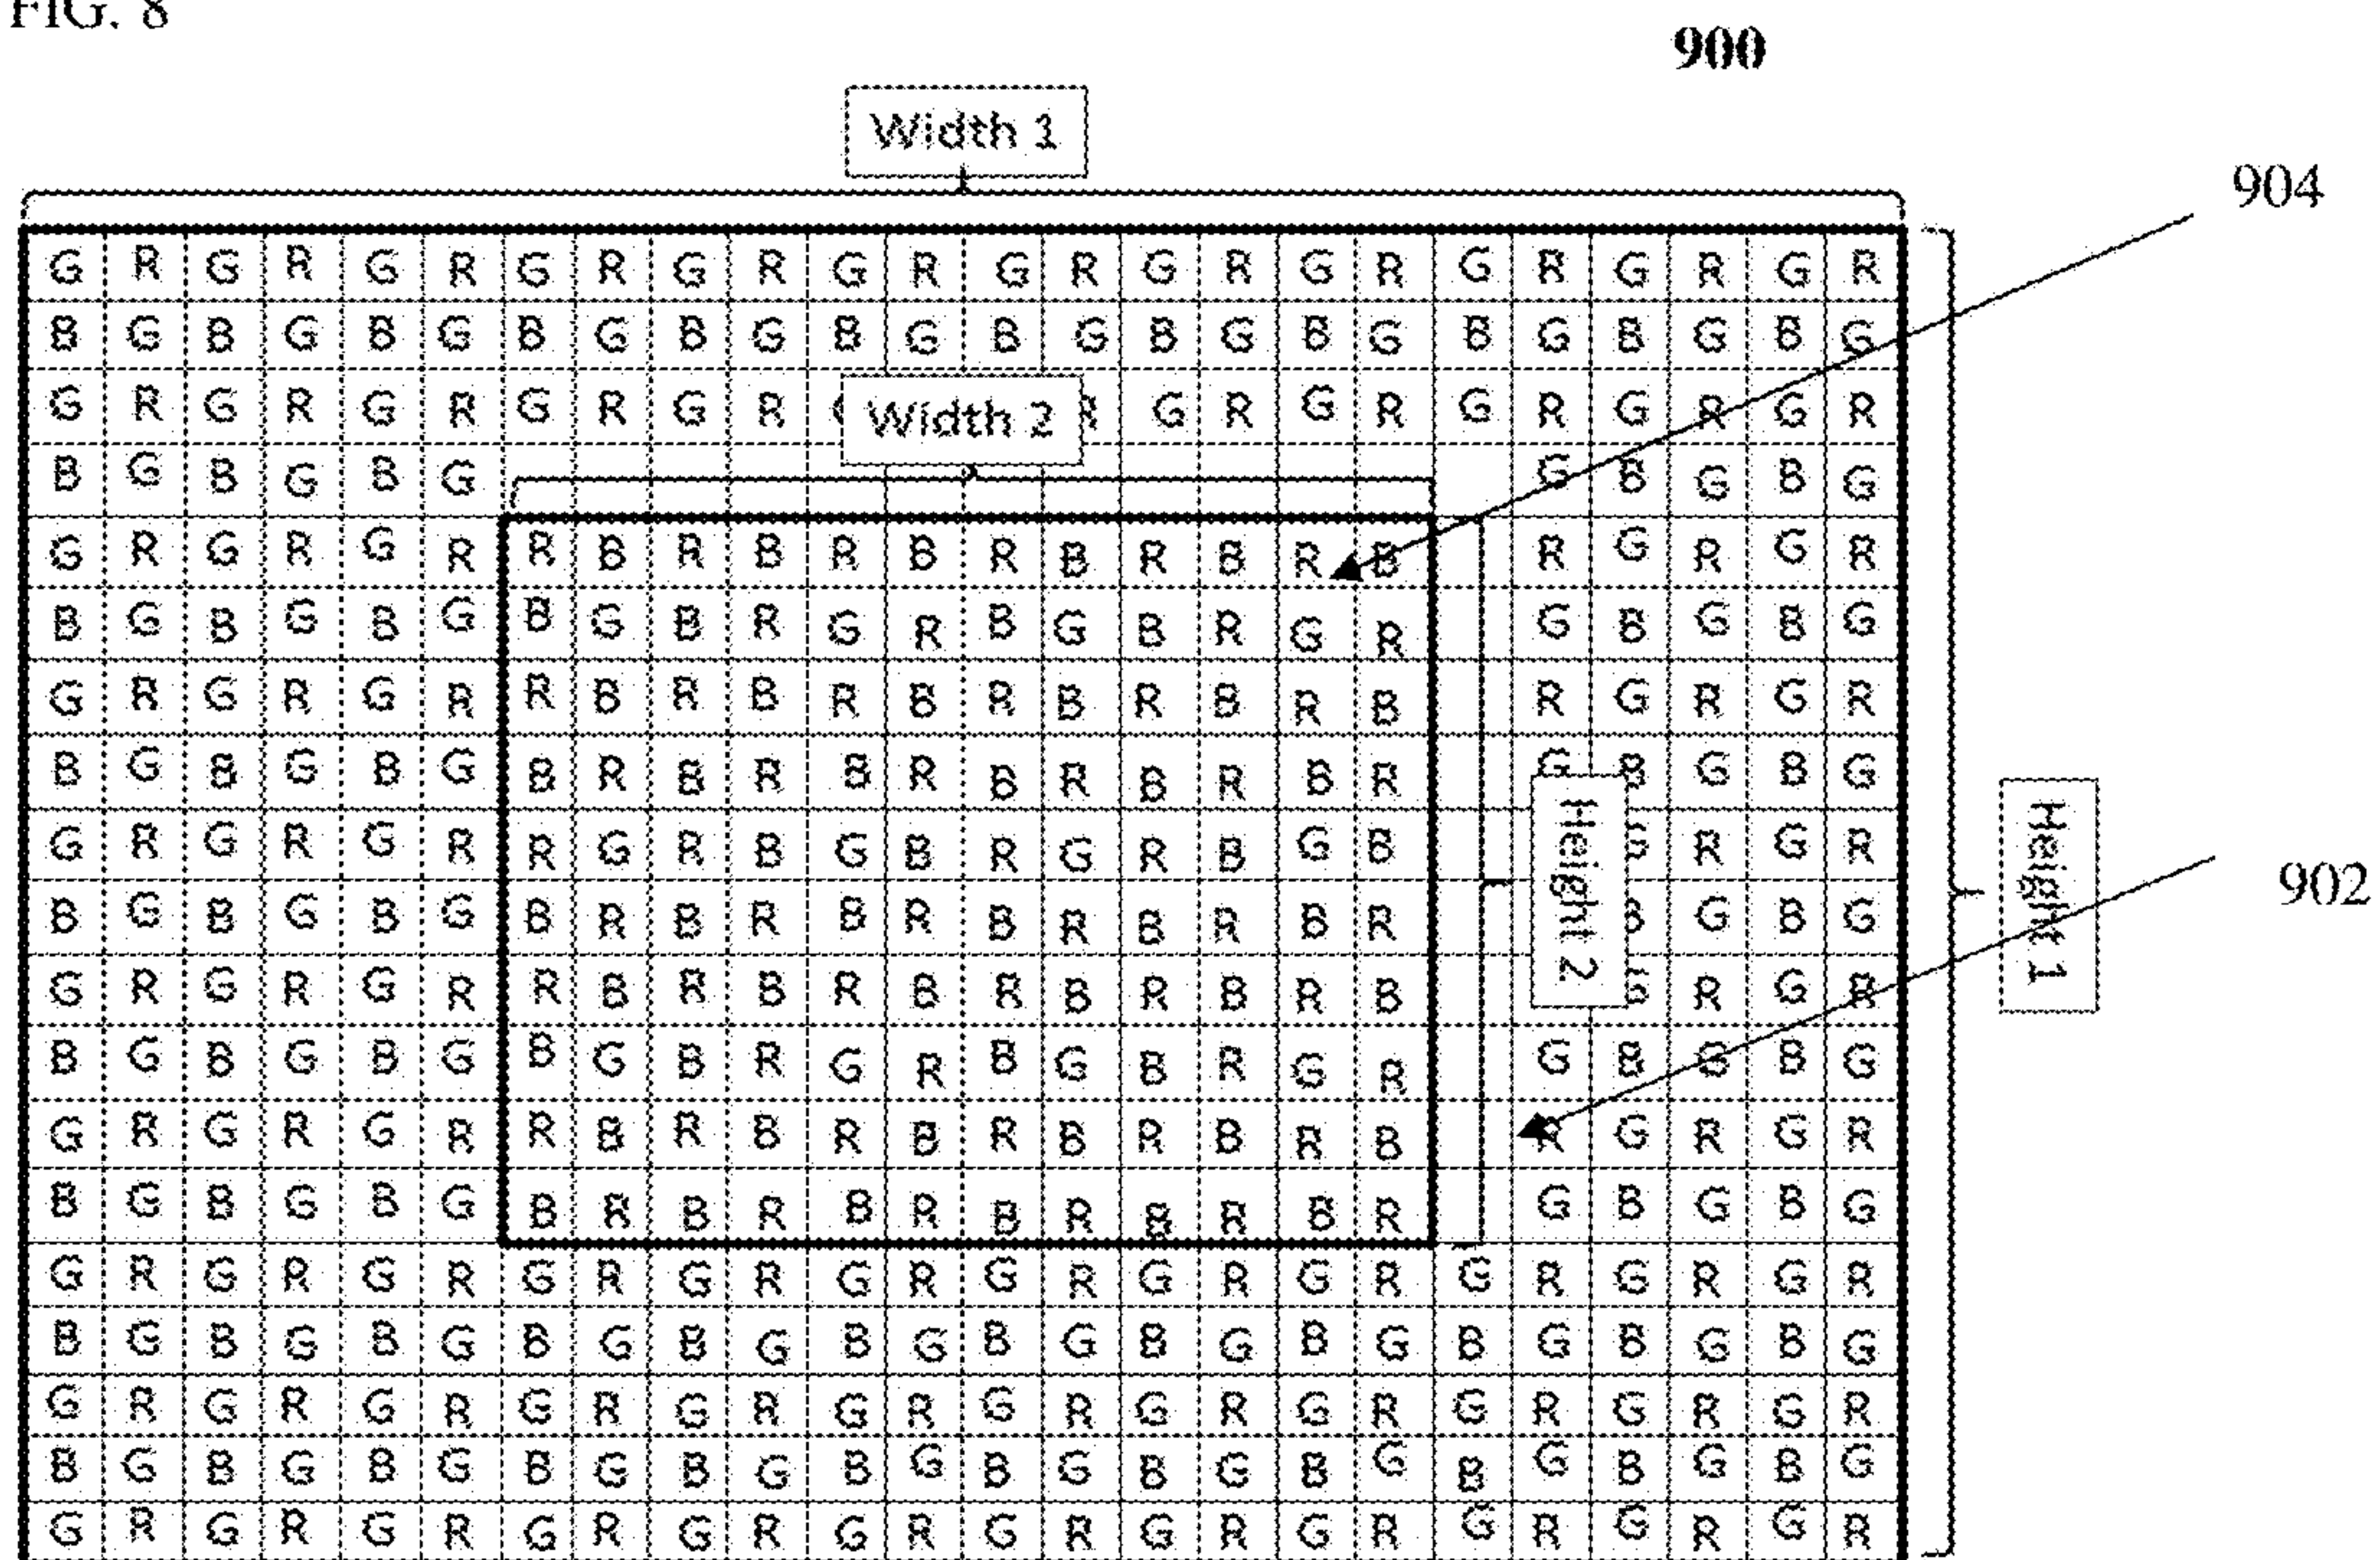 FIG. 8
900
Width 1
904
G R G R G R G R G R G R G R G R G R G R G R G R
B G B G B G B G B G B G B G B G B G B G B G B G
G R G R G R G R G R Width 2 G R G R G R G R G R
B G B G B G G B G B G
G R G R G R R B R B R B R B R B R B R G R G R
B G B G B G B G B R G R B G B R G R G B G B G
G R G R G R R B R B R B R B R B R B R G R G R
B G B G B G B R B R B R B R B R B R G B G B G
G R G R G R R G R B G B R G R B G B R G R
B G B G B G B R B R B R B R B R B R G B G
Height 2
Height 1
902
G R G R G R R B R B R B R B R B R B R G R
B G B G B G B G B R G R B G B R G R G B G B G
G R G R G R R B R B R B R B R B R B R G R G R
B G B G B G B R B R B R B R B R B R G B G B G
G R G R G R G R G R G R G R G R G R G R G R G R
B G B G B G B G B G B G B G B G B G B G B G B G
G R G R G R G R G R G R G R G R G R G R G R G R
B G B G B G B G B G B G B G B G B G B G B G B G
G R G R G R G R G R G R G R G R G R G R G R G R